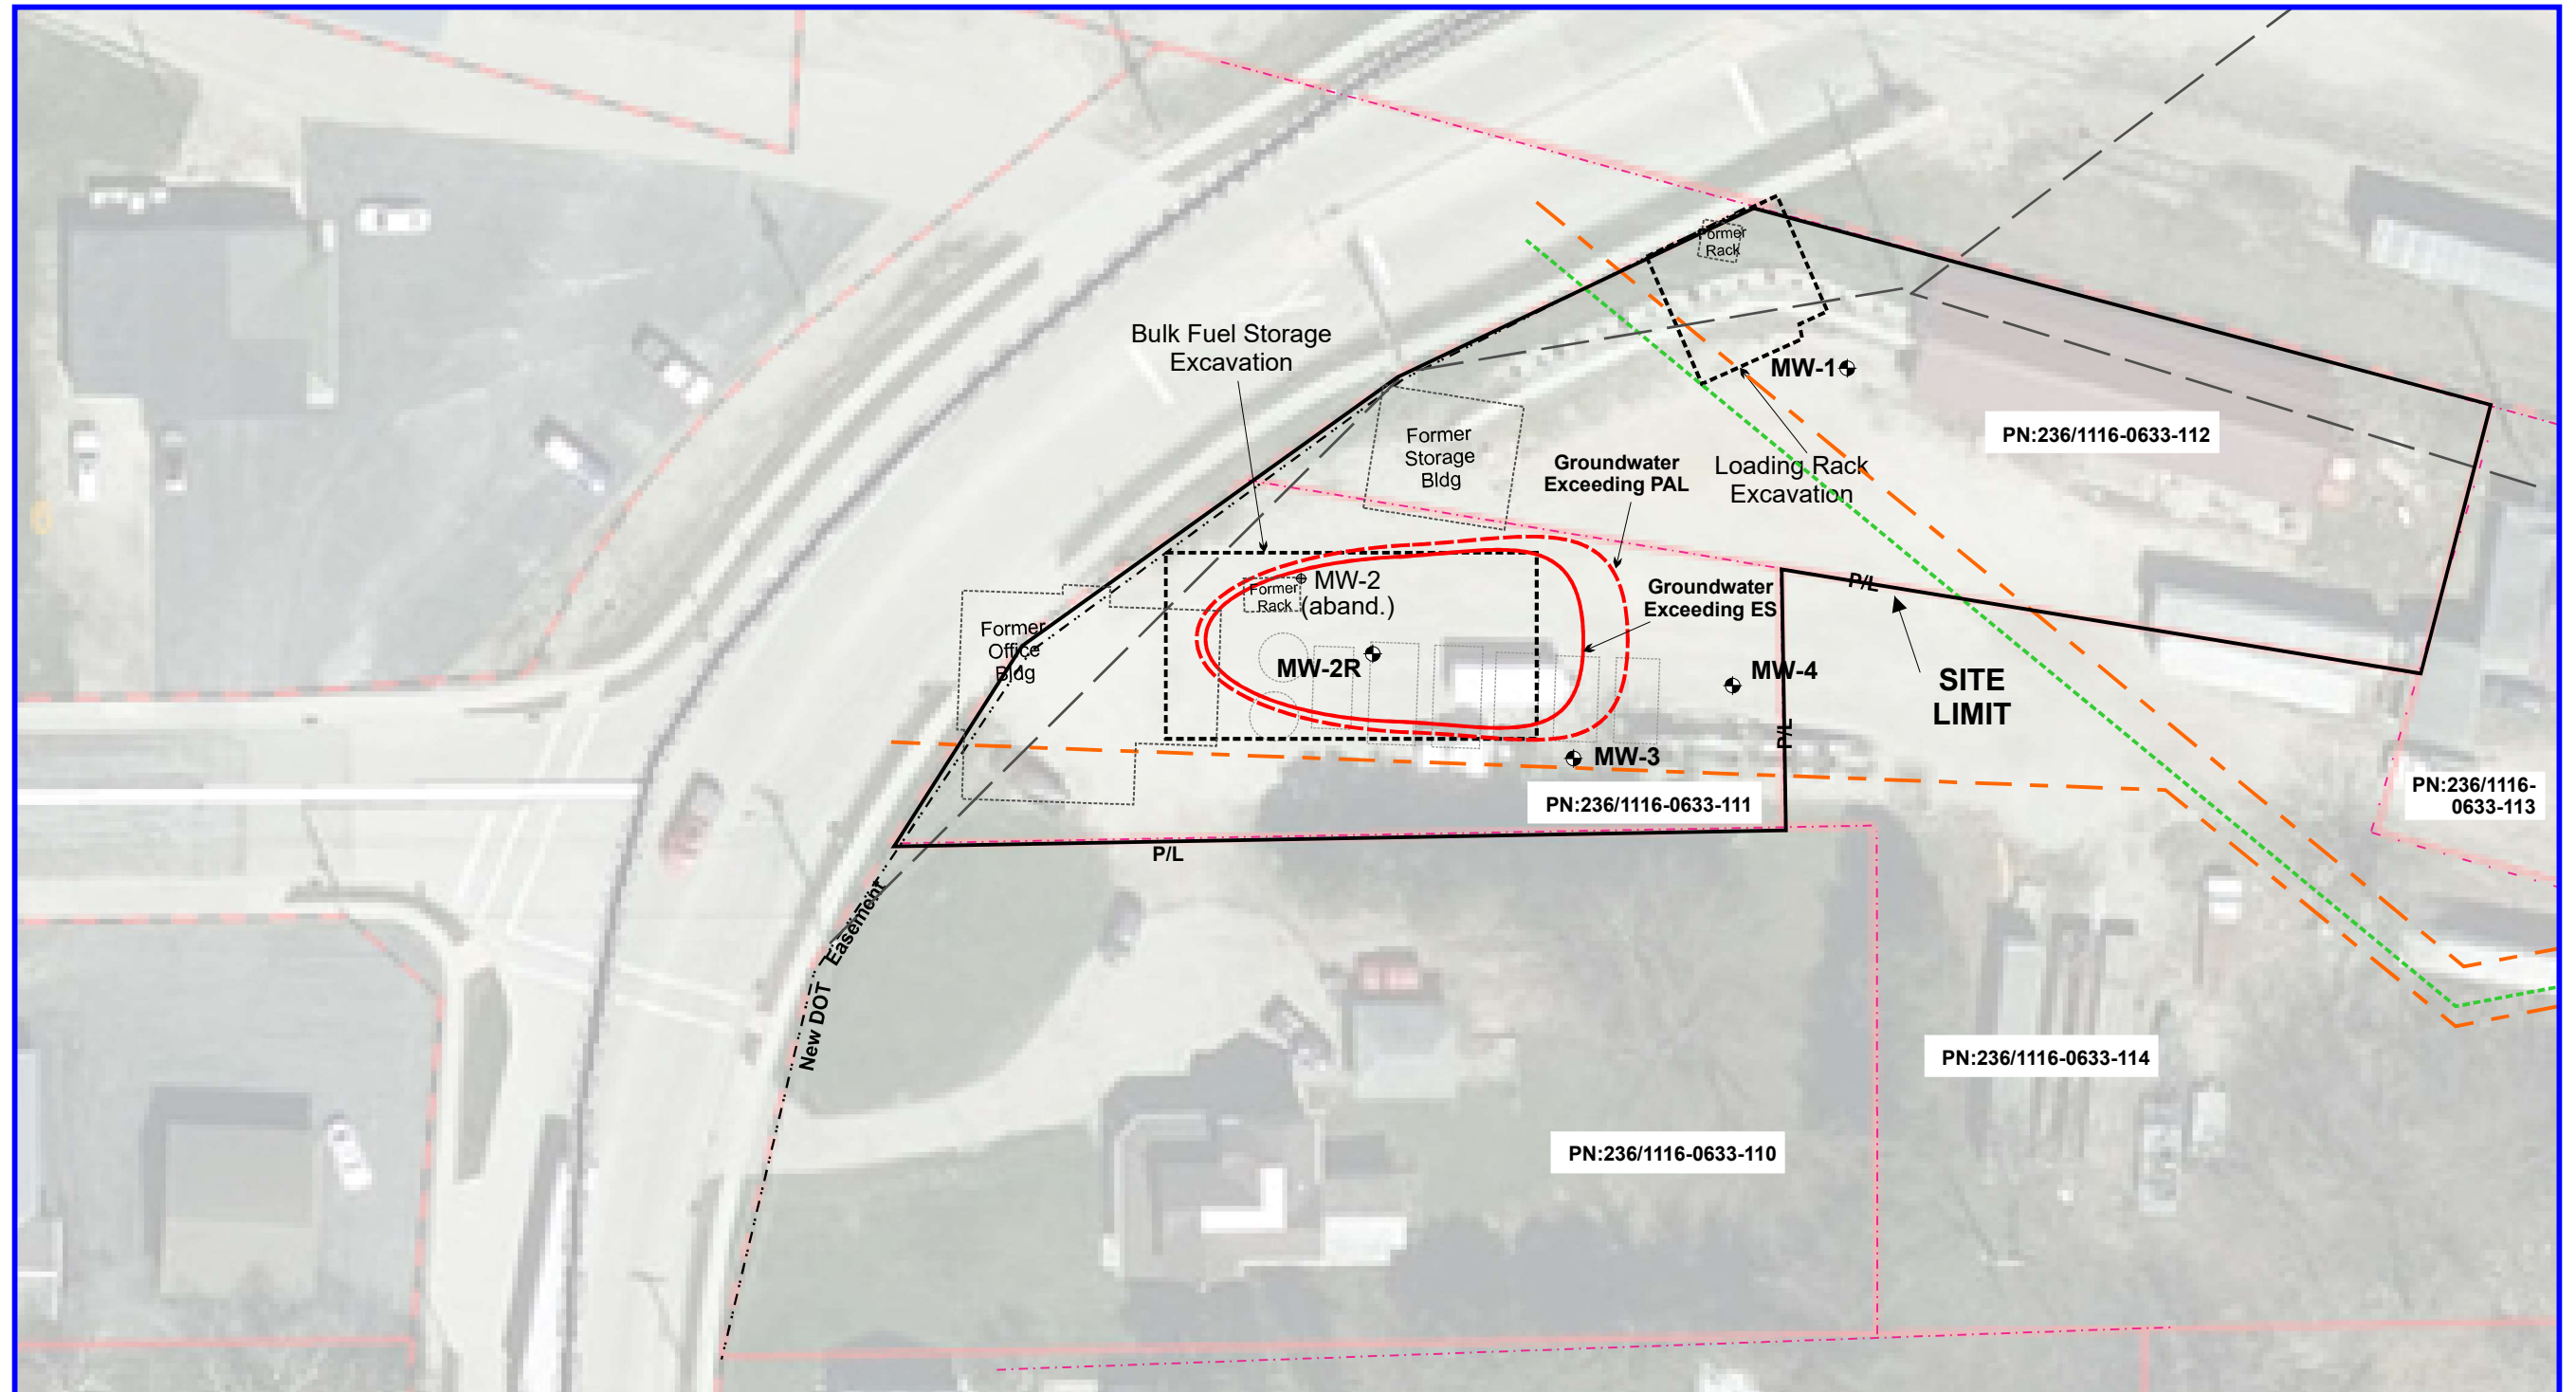 Former
Rack
Bulk Fuel Storage
Excavation
MW-1
PN:236/1116-0633-112
Former
Storage
Bldg
Groundwater
Exceeding PAL
Loading Rack
Excavation
MW-2
(aband.)
Former
Rack
Groundwater
Exceeding ES
P/L
Former
Office
Bldg
MW-2R
MW-4
SITE
LIMIT
P/L
MW-3
PN:236/1116-0633-111
PN:236/1116-
0633-113
P/L
New DOT Easement
PN:236/1116-0633-114
PN:236/1116-0633-110